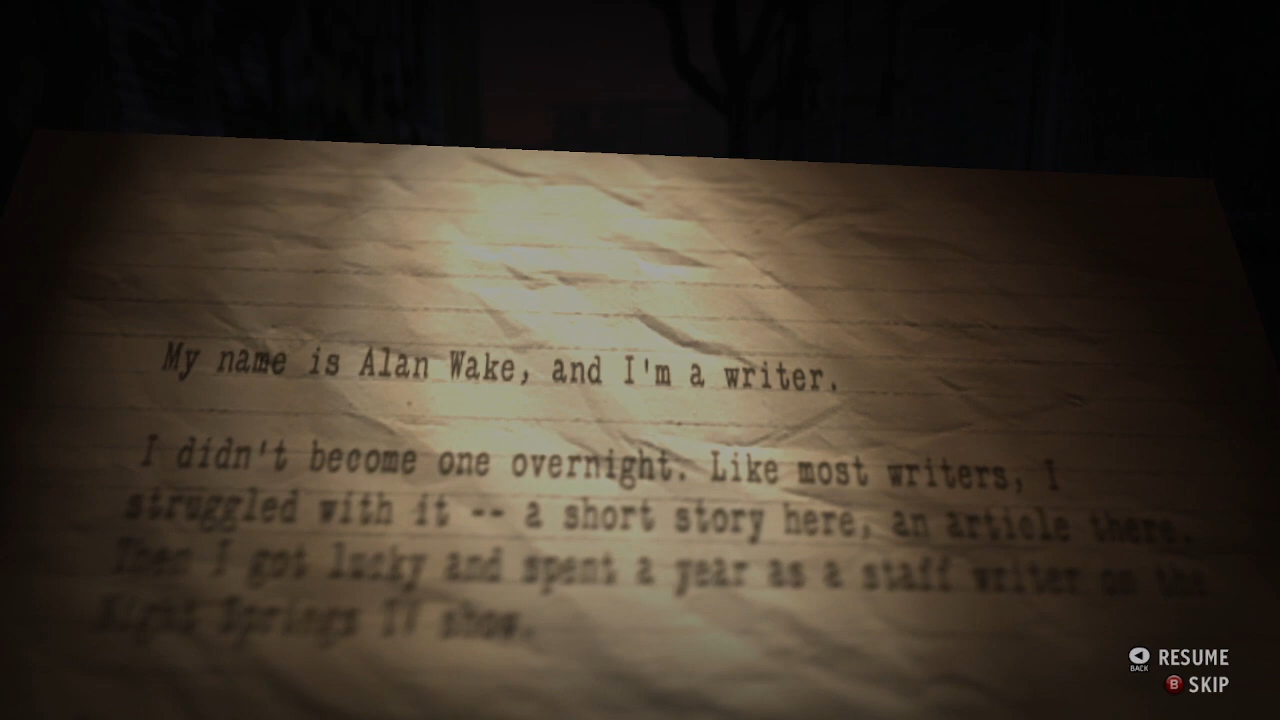 My name is Alan Wake, and I'm a writer.
I didn't become one overnight. Like most writers, I
struggled with it -- a short story here, an article there.
Then I got lucky and spent a year as a staff writer on the
Springs TV show.
RESUME
BACK
B SKIP